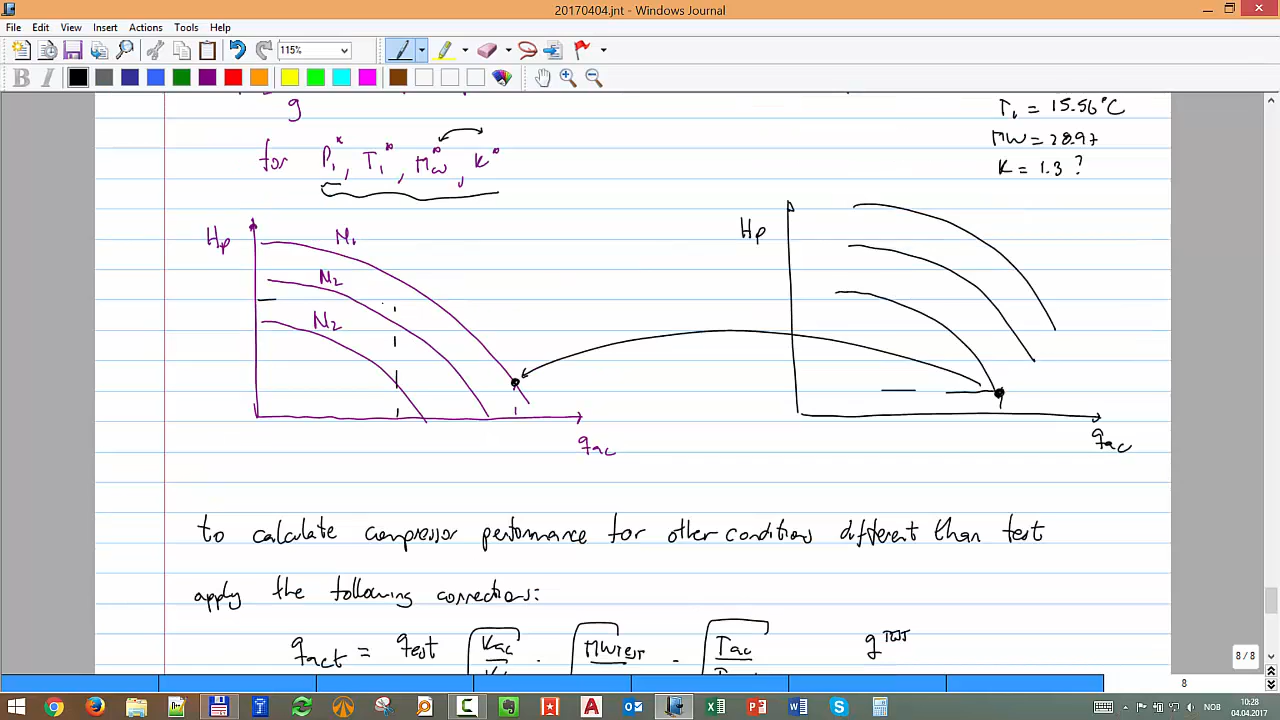 20170404.jnt - Windows Journal
File Edit View Insert Actions Tools Help
115%
B I
g
T₁ = 15.56°C
MW = 28.97
K = 1.3 ?
for P₁*, T₁*, MW*, K*
Hp N₁
N₂
N₂
qac
Hp
qac
to calculate compressor performance for other conditions different than test
apply the following corrections:
qact = qtest √Kac · √MWTEST · √Tac
qTEST
8 / 8
8
NOB
10:28
04.04.2017